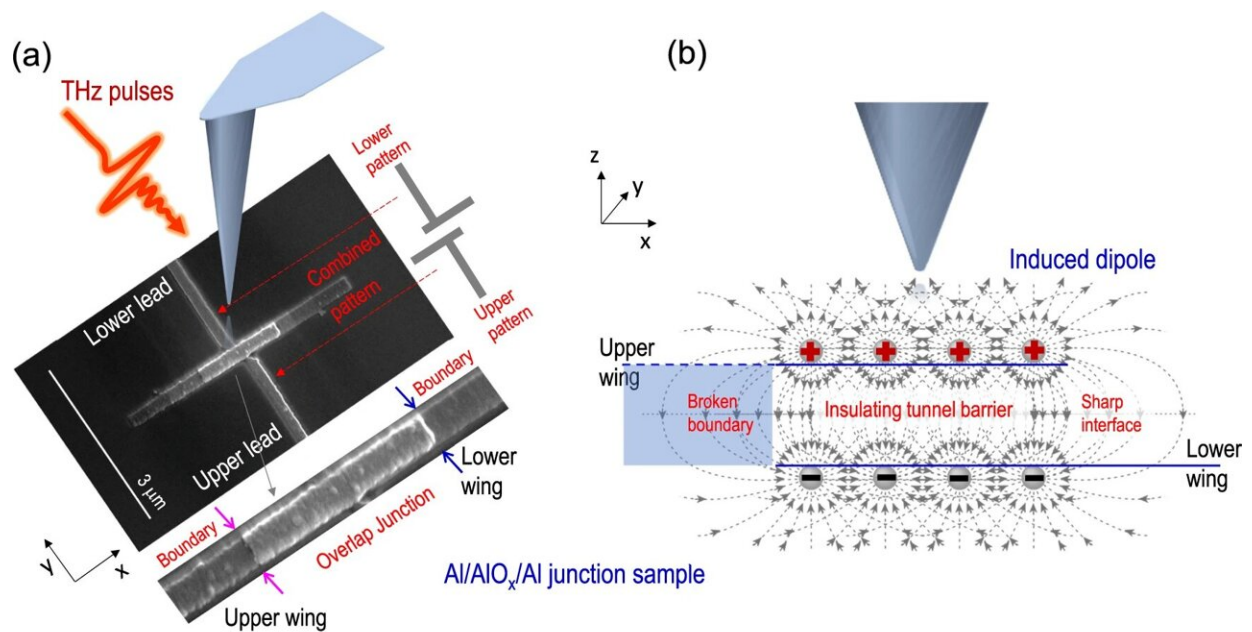 (a)
THz pulses
Lower
pattern
Combined
pattern
Upper
pattern
Lower lead
Upper lead
3 μm
Boundary
Lower
wing
Boundary
Overlap Junction
Upper wing
y
x
Al/AlOx/Al junction sample
(b)
z
y
x
Induced dipole
Upper
wing
Broken
boundary
Insulating tunnel barrier
Sharp
interface
Lower
wing